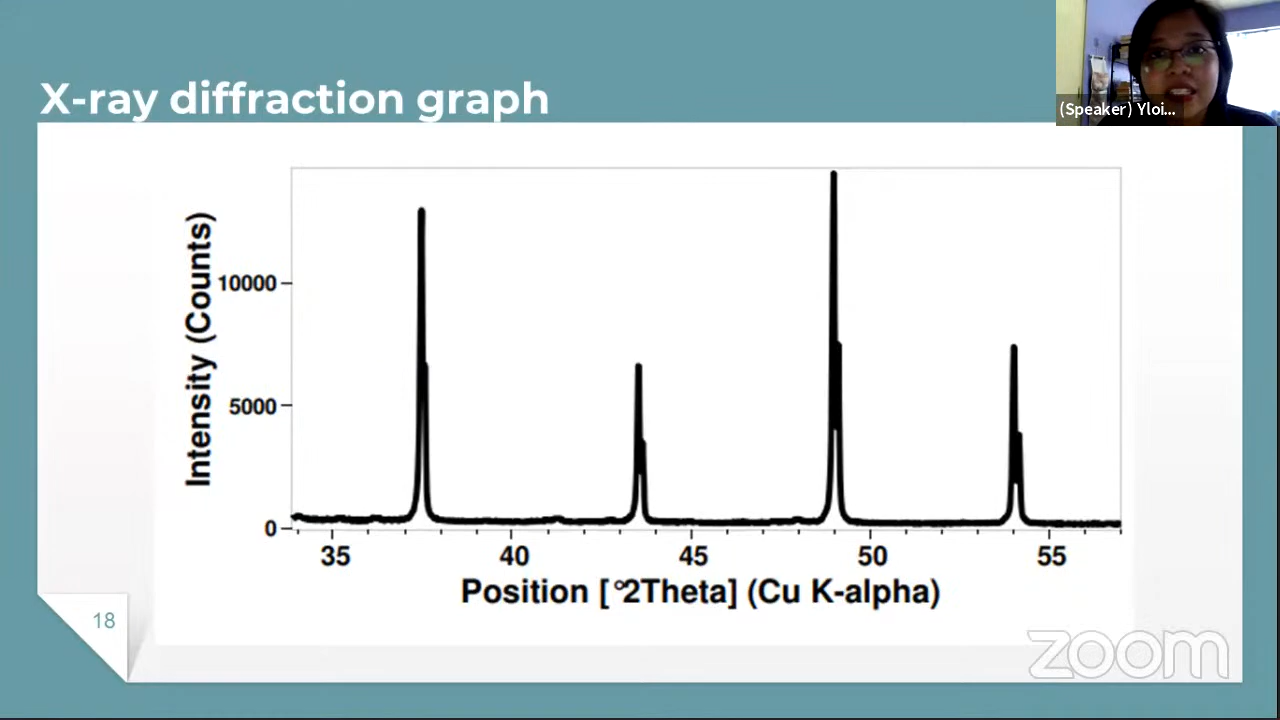 X-ray diffraction graph
(Speaker) Yloi...
Intensity (Counts)
10000
5000
0
35 40 45 50 55
Position [°2Theta] (Cu K-alpha)
18
zoom